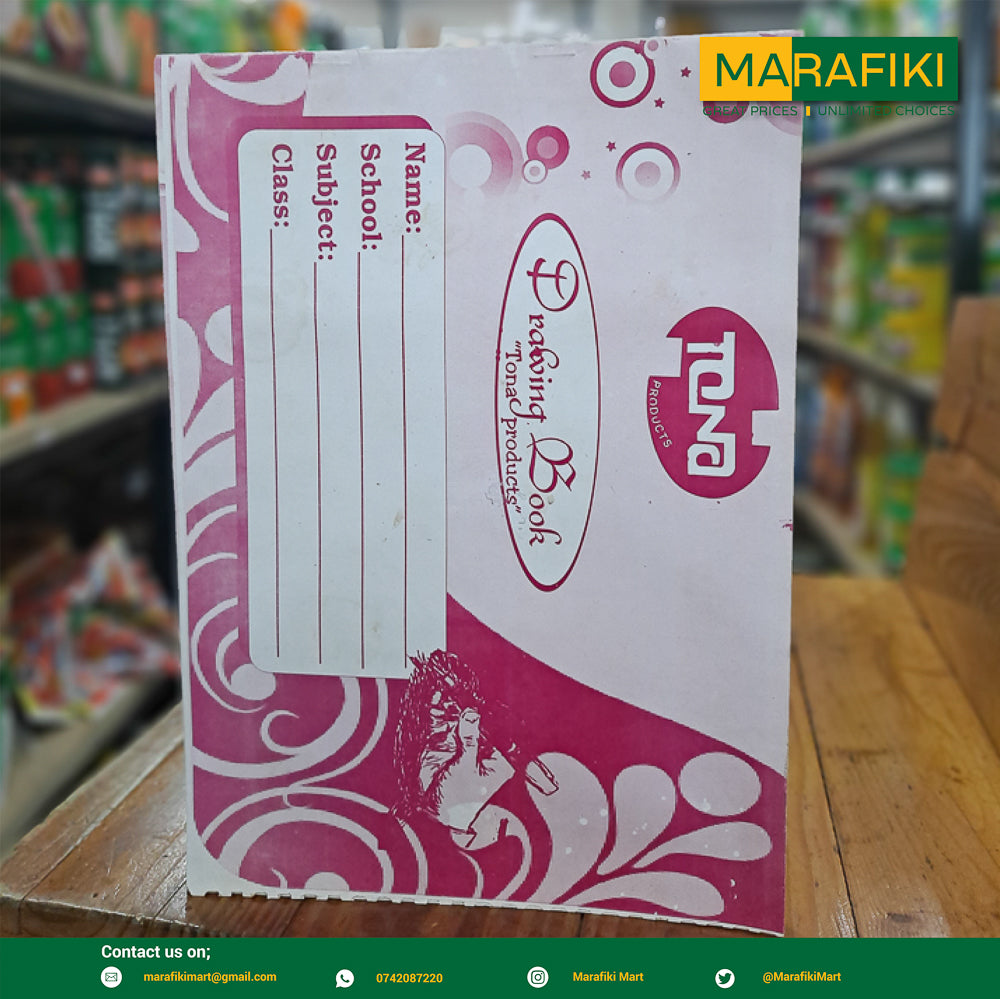 MARAFIKI
GREAT PRICES | UNLIMITED CHOICES
TONA
PRODUCTS
Drawing Book
"Tona products"
Name:
School:
Subject:
Class:
Contact us on;
marafikimart@gmail.com
0742087220
Marafiki Mart
@MarafikiMart